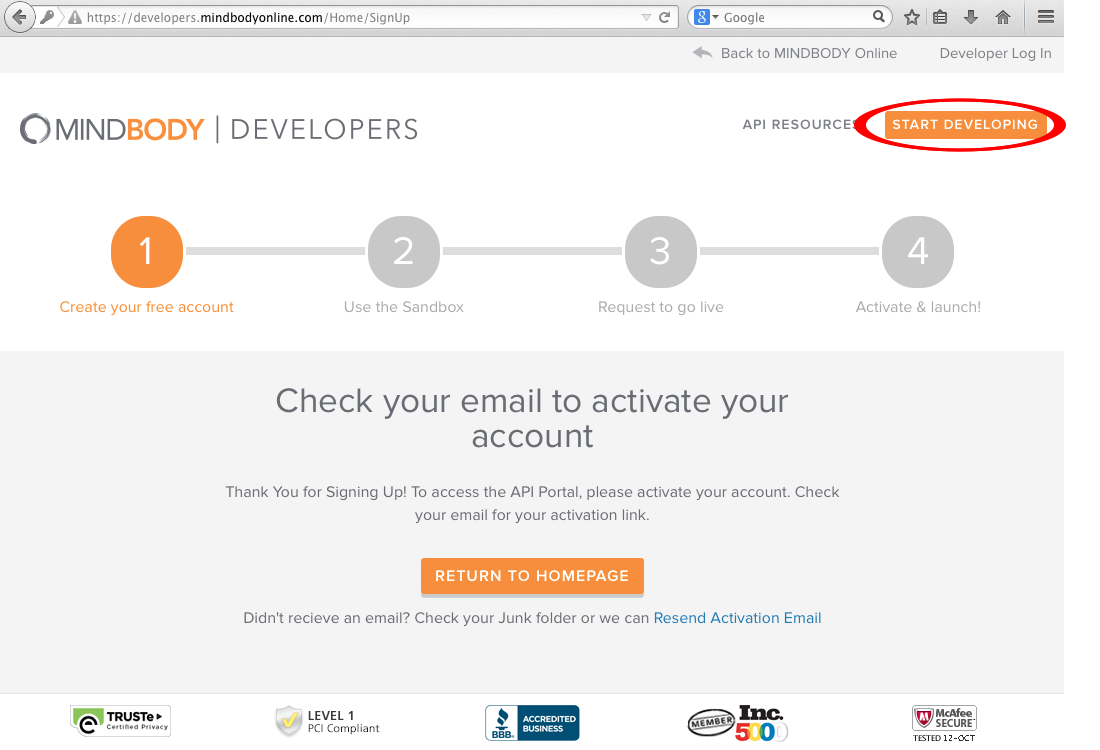 https://developers.mindbodyonline.com/Home/SignUp
8 Google
Back to MINDBODY Online Developer Log In
MINDBODY | DEVELOPERS
API RESOURCES START DEVELOPING
1 2 3 4
Create your free account Use the Sandbox Request to go live Activate & launch!
Check your email to activate your
account
Thank You for Signing Up! To access the API Portal, please activate your account. Check
your email for your activation link.
RETURN TO HOMEPAGE
Didn't recieve an email? Check your Junk folder or we can Resend Activation Email
TRUSTe
Certified Privacy
LEVEL 1
PCI Compliant
BBB.
ACCREDITED
BUSINESS
MEMBER
Inc.
5000
McAfee
SECURE
TESTED 12-OCT